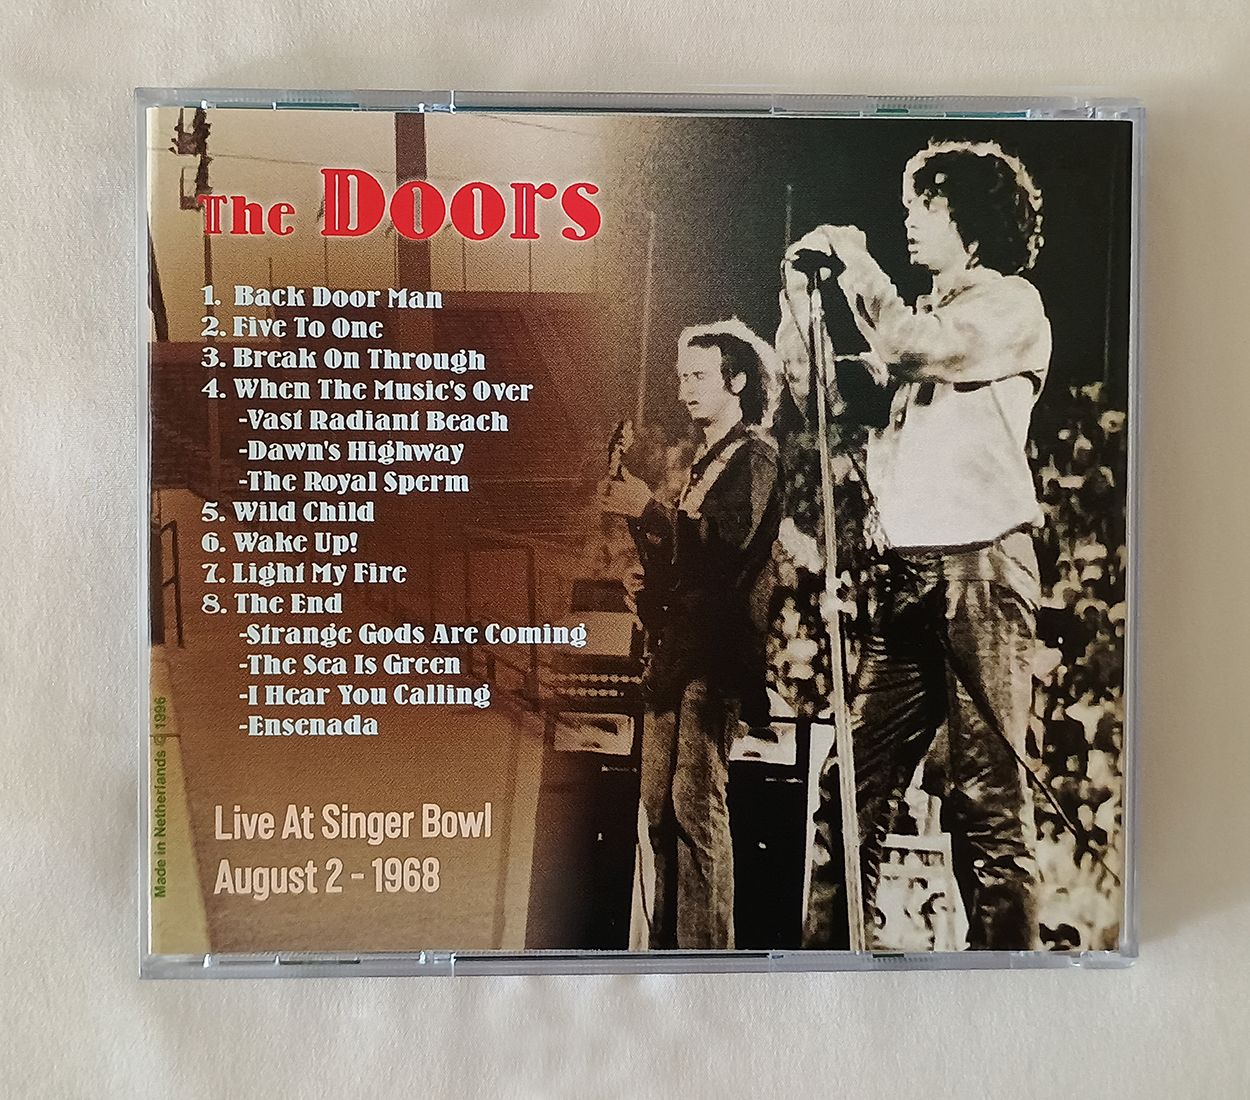 The Doors
1. Back Door Man
2. Five To One
3. Break On Through
4. When The Music's Over
-Vast Radiant Beach
-Dawn's Highway
-The Royal Sperm
5. Wild Child
6. Wake Up!
7. Light My Fire
8. The End
-Strange Gods Are Coming
-The Sea Is Green
-I Hear You Calling
-Ensenada
Live At Singer Bowl
August 2 - 1968
Made in Netherlands © 1996